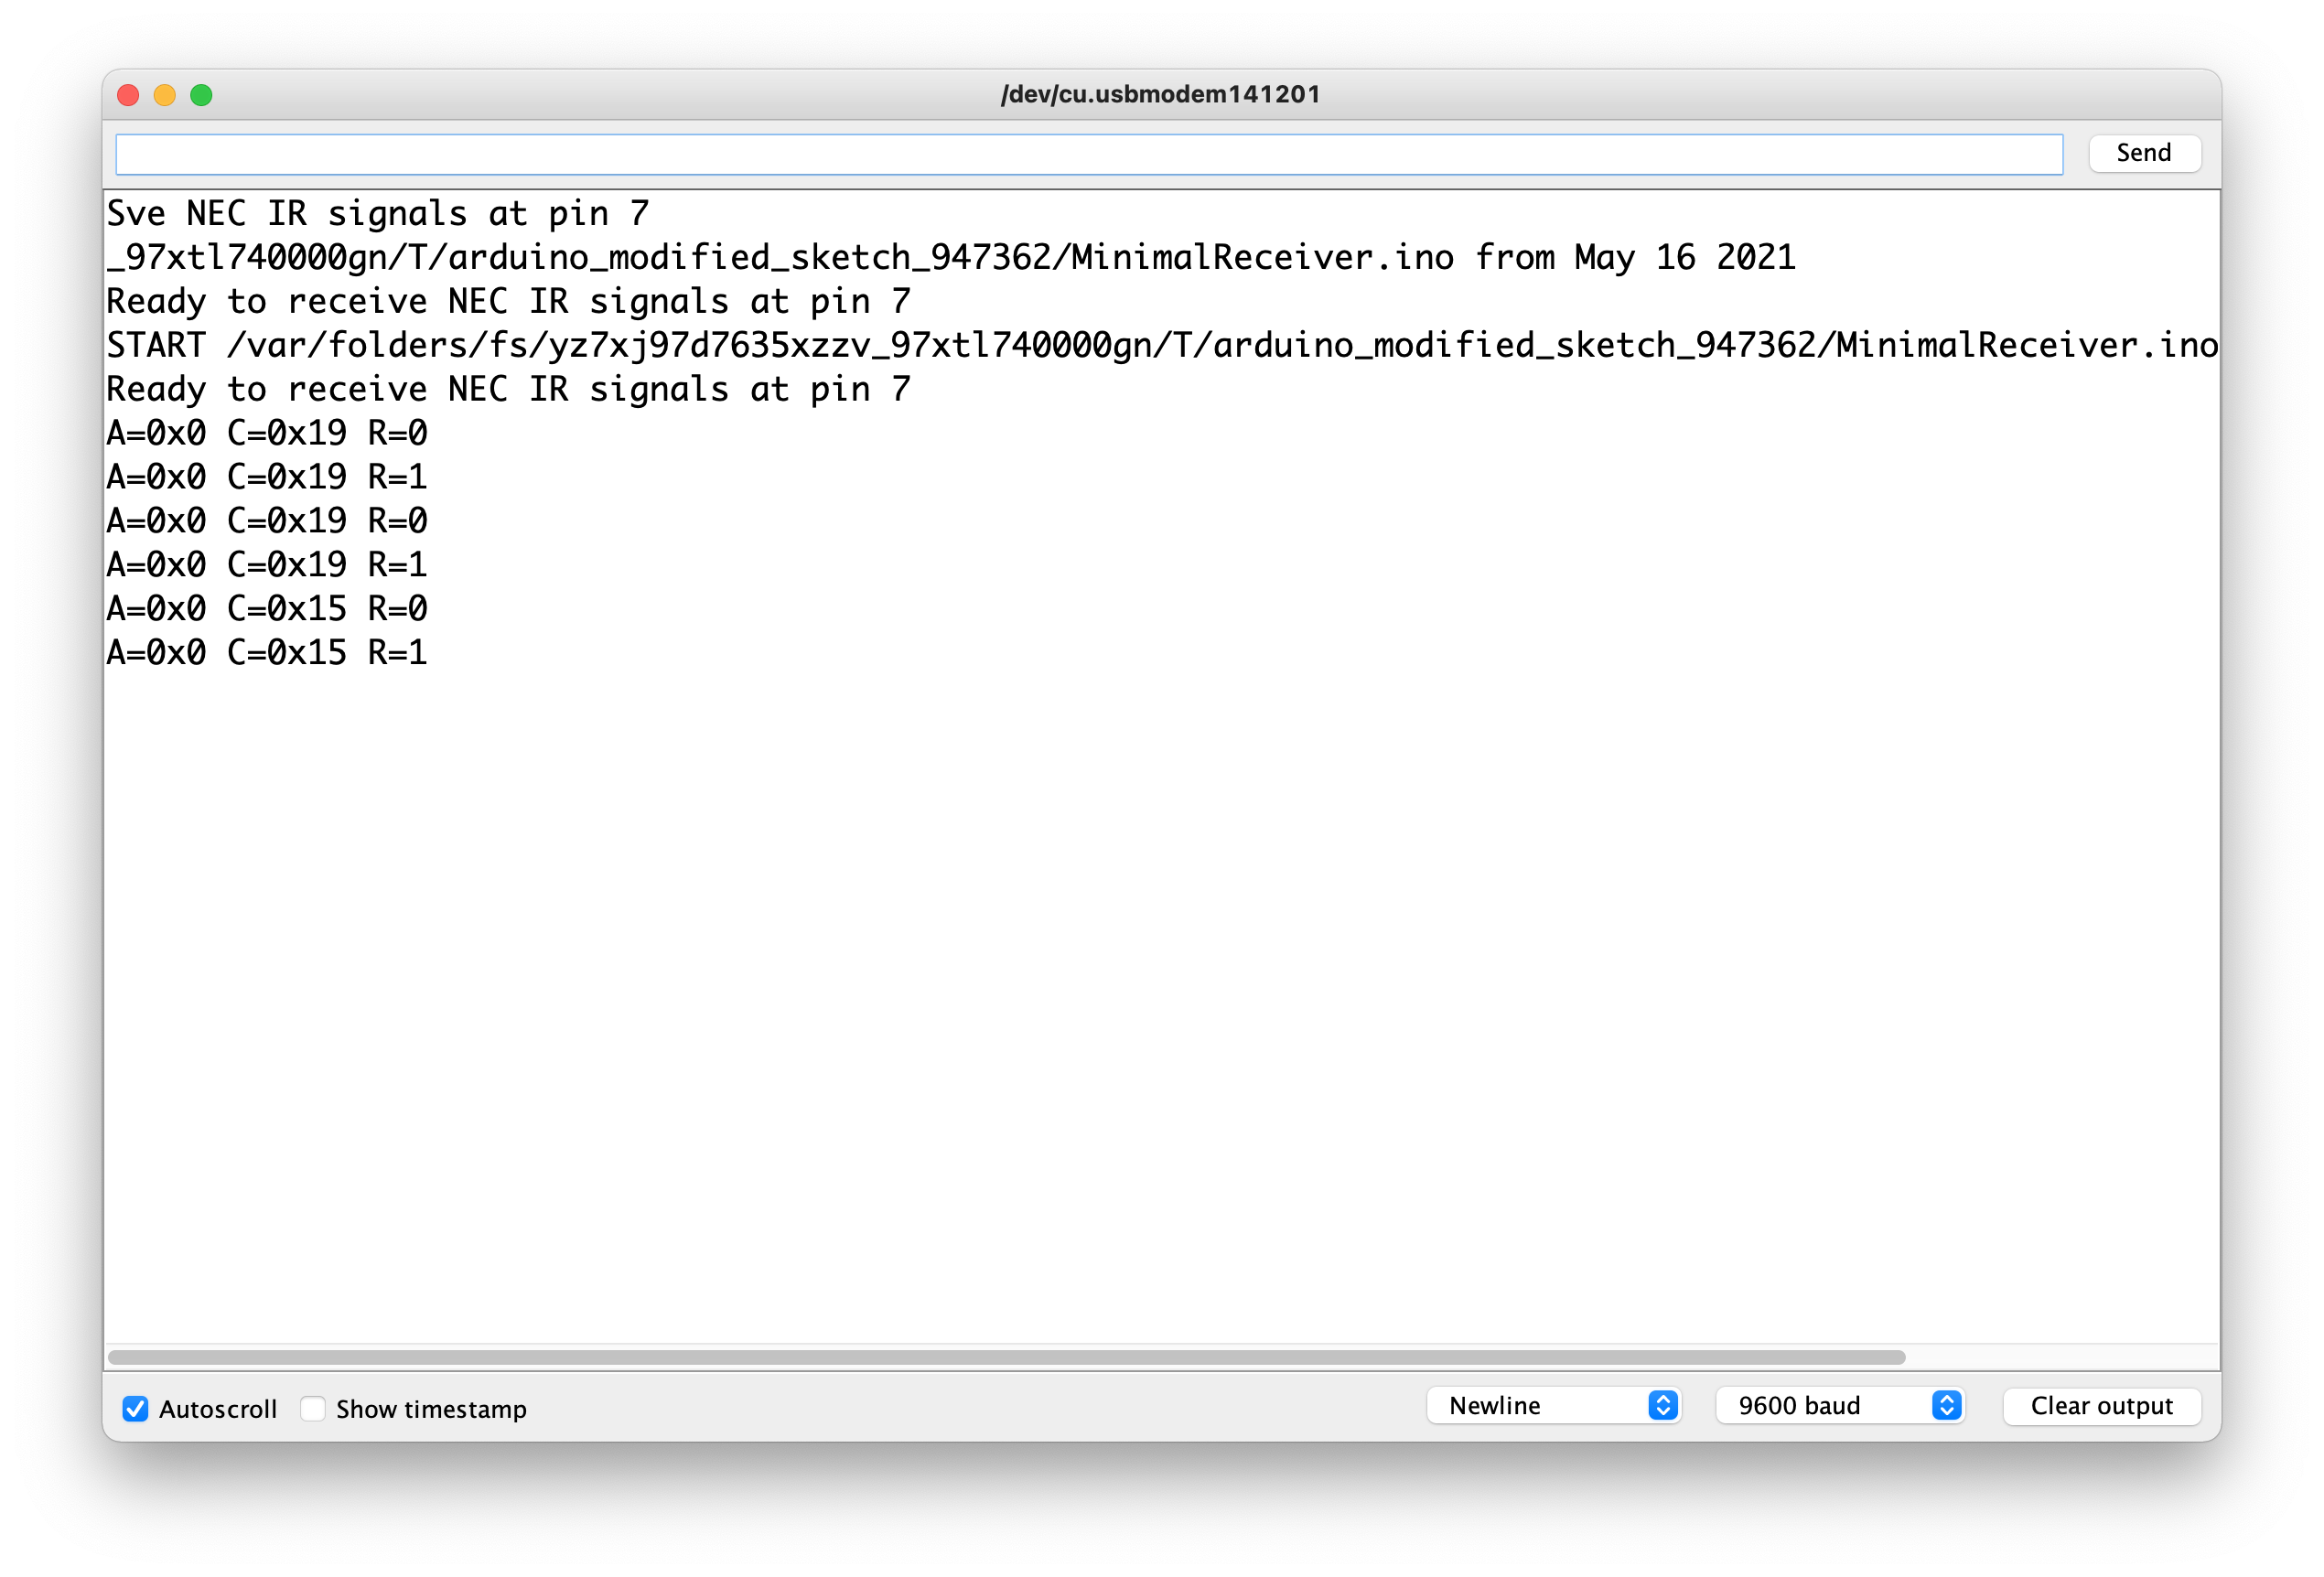 /dev/cu.usbmodem141201
Send
Sve NEC IR signals at pin 7
_97xtl740000gn/T/arduino_modified_sketch_947362/MinimalReceiver.ino from May 16 2021
Ready to receive NEC IR signals at pin 7
START /var/folders/fs/yz7xj97d7635xzzv_97xtl740000gn/T/arduino_modified_sketch_947362/MinimalReceiver.ino
Ready to receive NEC IR signals at pin 7
A=0x0 C=0x19 R=0
A=0x0 C=0x19 R=1
A=0x0 C=0x19 R=0
A=0x0 C=0x19 R=1
A=0x0 C=0x15 R=0
A=0x0 C=0x15 R=1
Autoscroll Show timestamp Newline 9600 baud Clear output